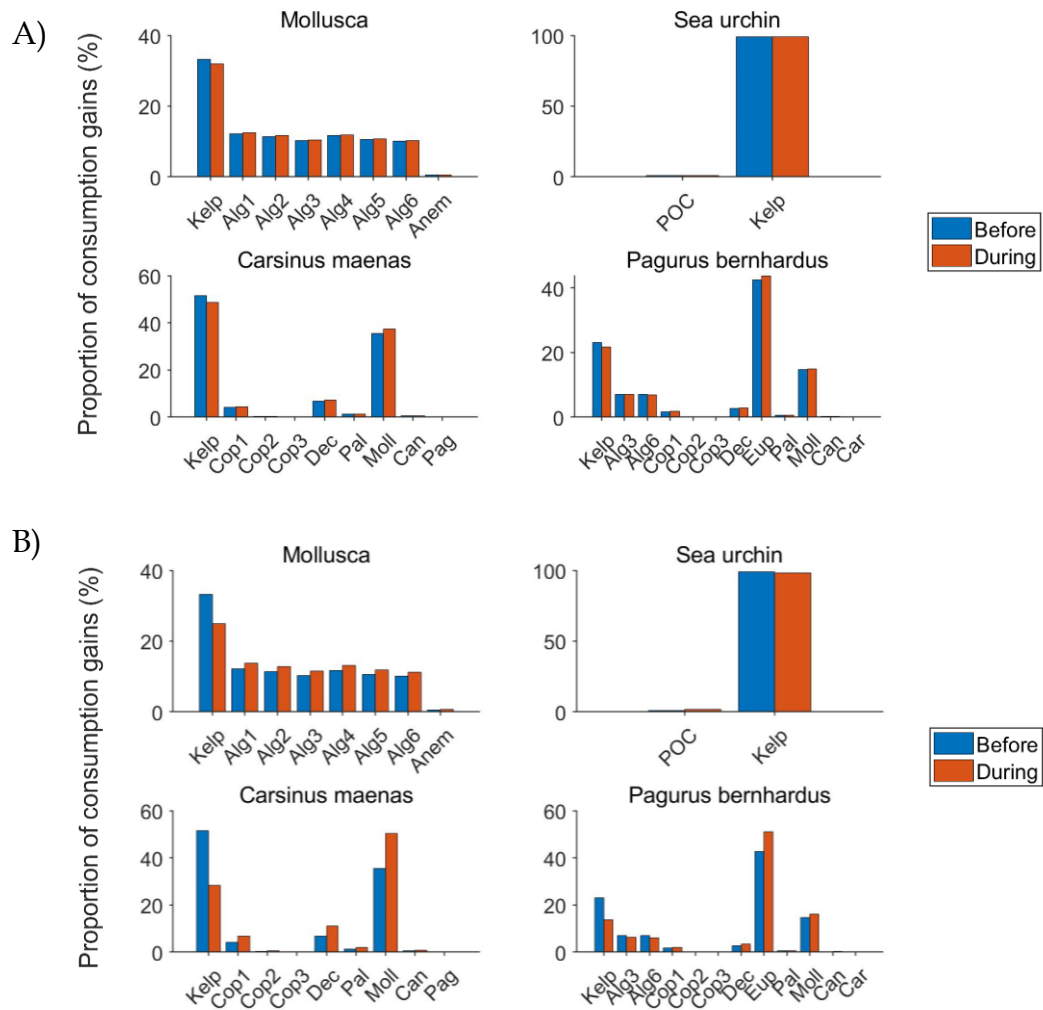 A)
Proportion of consumption gains (%)
Mollusca
40
20
0
Kelp Alg1 Alg2 Alg3 Alg4 Alg5 Alg6 Anem
Sea urchin
100
50
0
POC Kelp
Before
During
Carsinus maenas
60
40
20
0
Kelp Cop1 Cop2 Cop3 Dec Pal Moll Can Pag
Pagurus bernhardus
40
20
0
Kelp Alg3 Alg6 Cop1 Cop2 Cop3 Dec Eup Pal Moll Can Car
B)
Proportion of consumption gains (%)
Mollusca
40
20
0
Kelp Alg1 Alg2 Alg3 Alg4 Alg5 Alg6 Anem
Sea urchin
100
50
0
POC Kelp
Before
During
Carsinus maenas
60
40
20
0
Kelp Cop1 Cop2 Cop3 Dec Pal Moll Can Pag
Pagurus bernhardus
60
40
20
0
Kelp Alg3 Alg6 Cop1 Cop2 Cop3 Dec Eup Pal Moll Can Car